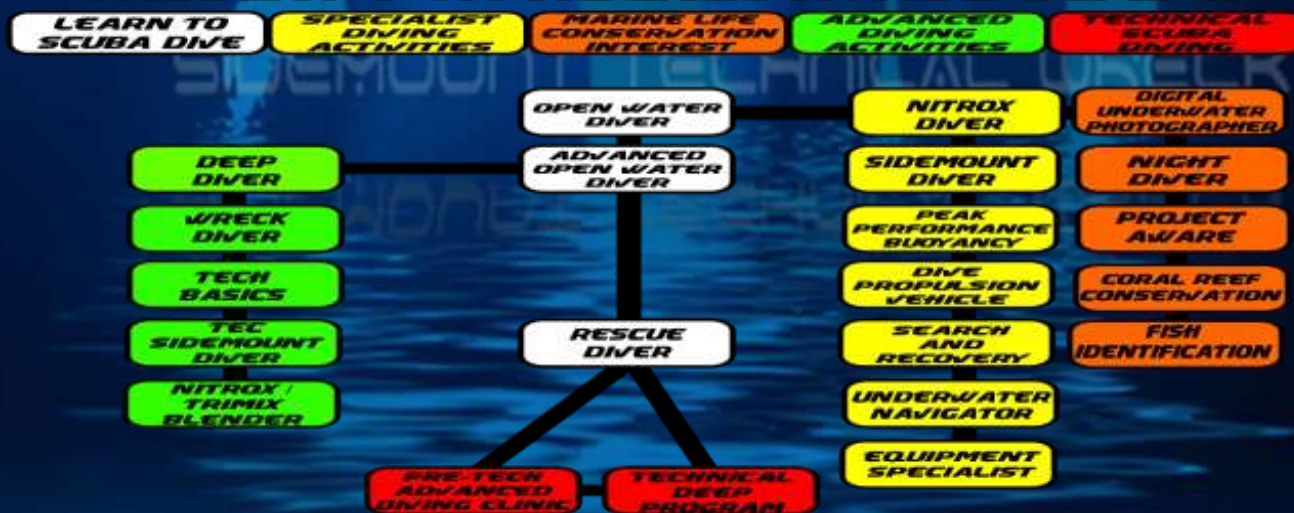 LEARN TO
SCUBA DIVE
SPECIALIST
DIVING
ACTIVITIES
MARINE LIFE
CONSERVATION
INTEREST
ADVANCED
DIVING
ACTIVITIES
TECHNICAL
SCUBA
DIVING
SIDEMOUNT TECHNICAL WRECK
OPEN WATER
DIVER
NITROX
DIVER
DIGITAL
UNDERWATER
PHOTOGRAPHER
DEEP
DIVER
ADVANCED
OPEN WATER
DIVER
SIDEMOUNT
DIVER
NIGHT
DIVER
WRECK
DIVER
PEAK
PERFORMANCE
BUOYANCY
PROJECT
AWARE
TECH
BASICS
DIVE
PROPULSION
VEHICLE
CORAL REEF
CONSERVATION
TEC
SIDEMOUNT
DIVER
RESCUE
DIVER
SEARCH
AND
RECOVERY
FISH
IDENTIFICATION
NITROX /
TRIMIX
BLENDER
UNDERWATER
NAVIGATOR
EQUIPMENT
SPECIALIST
PRE-TECH
ADVANCED
DIVING CLINIC
TECHNICAL
DEEP
PROGRAM